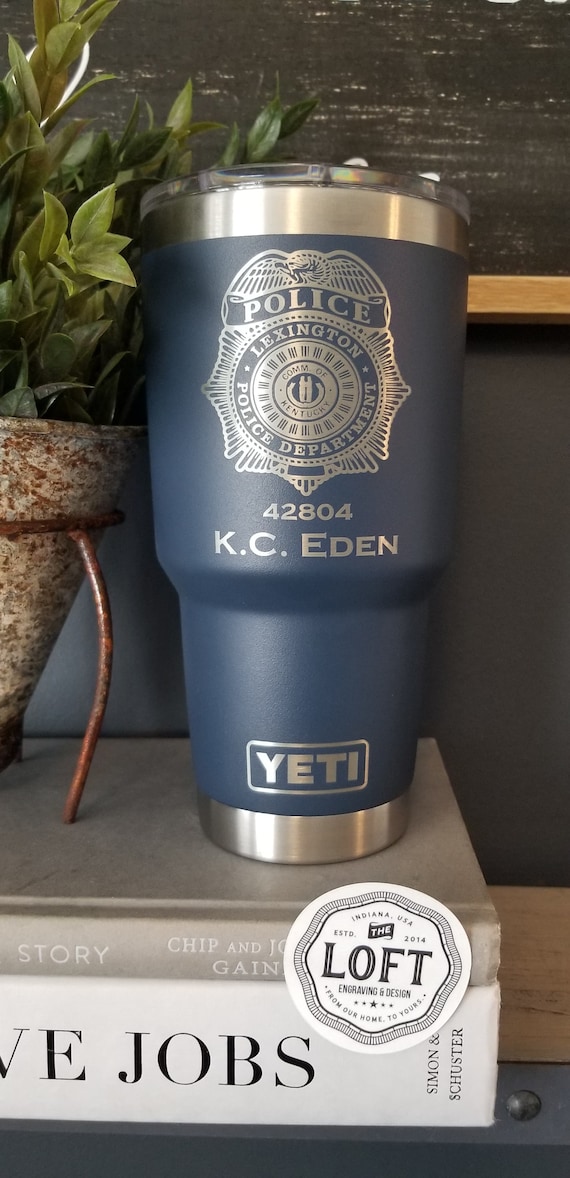 POLICE
LEXINGTON
POLICE DEPARTMENT
COMM. OF
KENTUCKY
42804
K.C. EDEN
YETI
INDIANA, USA
ESTD. THE 2014
LOFT
ENGRAVING & DESIGN
• FROM OUR HOME, TO YOURS •
STORY
CHIP AND JO
GAIN
VE JOBS
SIMON &
SCHUSTER